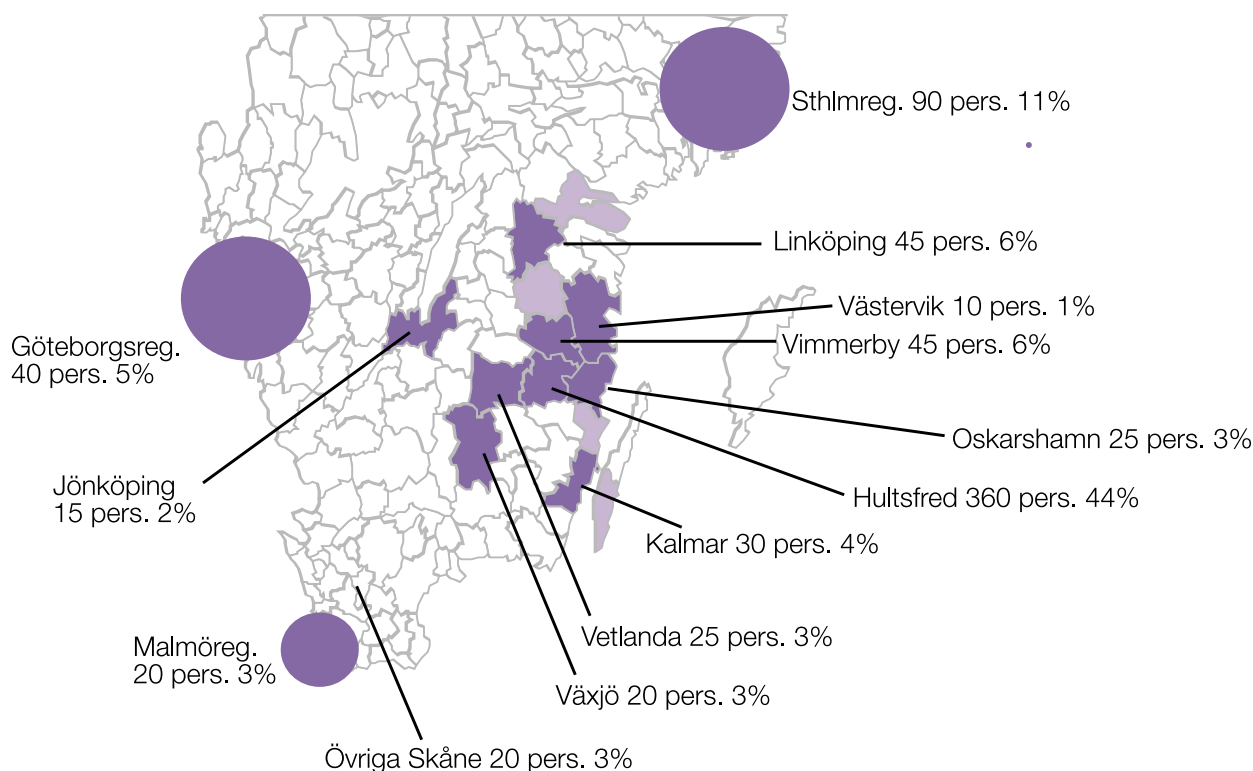 Sthlmreg. 90 pers. 11%
Linköping 45 pers. 6%
Västervik 10 pers. 1%
Vimmerby 45 pers. 6%
Göteborgsreg.
40 pers. 5%
Oskarshamn 25 pers. 3%
Jönköping
15 pers. 2%
Hultsfred 360 pers. 44%
Kalmar 30 pers. 4%
Vetlanda 25 pers. 3%
Malmöreg.
20 pers. 3%
Växjö 20 pers. 3%
Övriga Skåne 20 pers. 3%